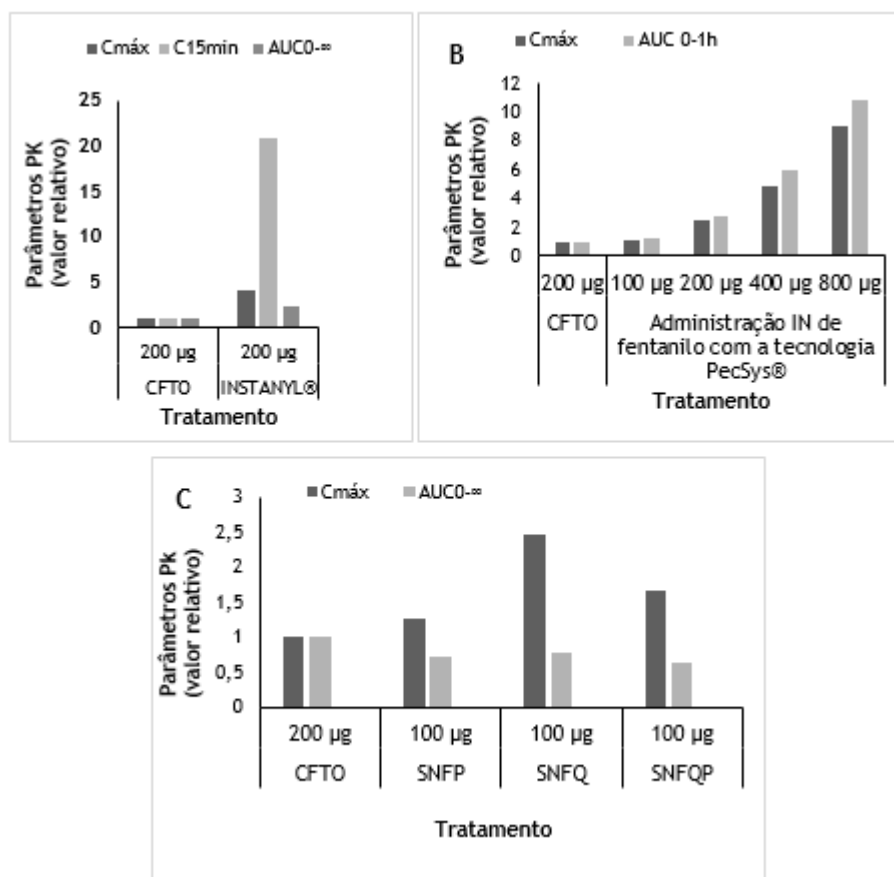 Cmáx C15min AUC0-∞
Parâmetros PK
(valor relativo)
25
20
15
10
5
0
200 µg 200 µg
CFTO INSTANYL®
Tratamento
B
Cmáx AUC 0-1h
Parâmetros PK
(valor relativo)
12
10
8
6
4
2
0
200 µg 100 µg 200 µg 400 µg 800 µg
CFTO Administração IN de
fentanilo com a tecnologia
PecSys®
Tratamento
C
Cmáx AUC0-∞
Parâmetros Pk
(valor relativo)
3
2,5
2
1,5
1
0,5
0
200 µg 100 µg 100 µg 100 µg
CFTO SNFP SNFQ SNFQP
Tratamento